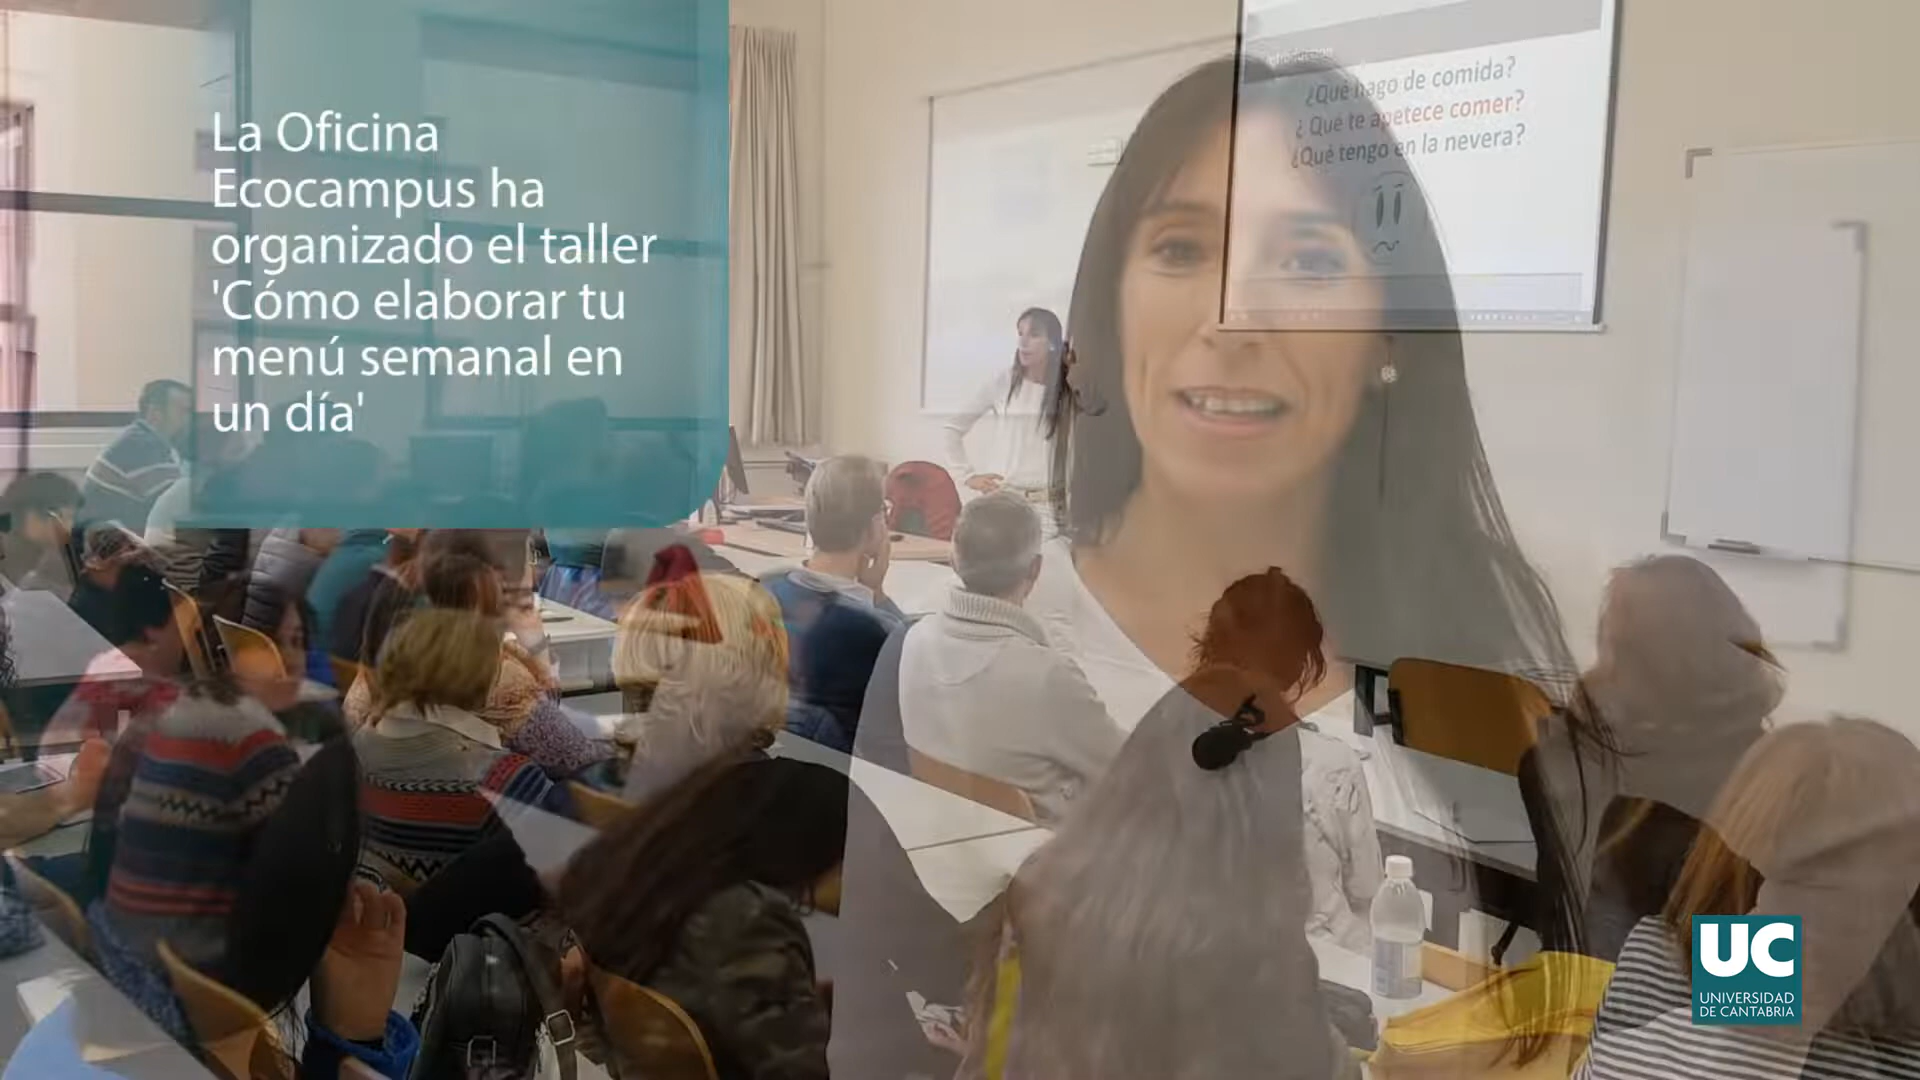 La Oficina
Ecocampus ha
organizado el taller
'Cómo elaborar tu
menú semanal en
un día'
¿Qué hago de comida?
¿ Qué te apetece comer?
¿Qué tengo en la nevera?
UC
UNIVERSIDAD
DE CANTABRIA